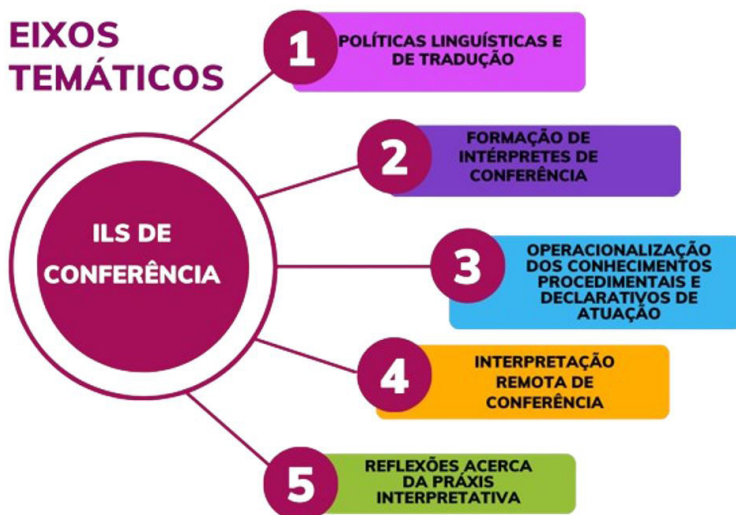 EIXOS
TEMÁTICOS
1
POLÍTICAS LINGUÍSTICAS E
DE TRADUÇÃO
2
FORMAÇÃO DE
INTÉRPRETES DE
CONFERÊNCIA
ILS DE
CONFERÊNCIA
3
OPERACIONALIZAÇÃO
DOS CONHECIMENTOS
PROCEDIMENTAIS E
DECLARATIVOS DE
ATUAÇÃO
4
INTERPRETAÇÃO
REMOTA DE
CONFERÊNCIA
5
REFLEXÕES ACERCA
DA PRÁXIS
INTERPRETATIVA